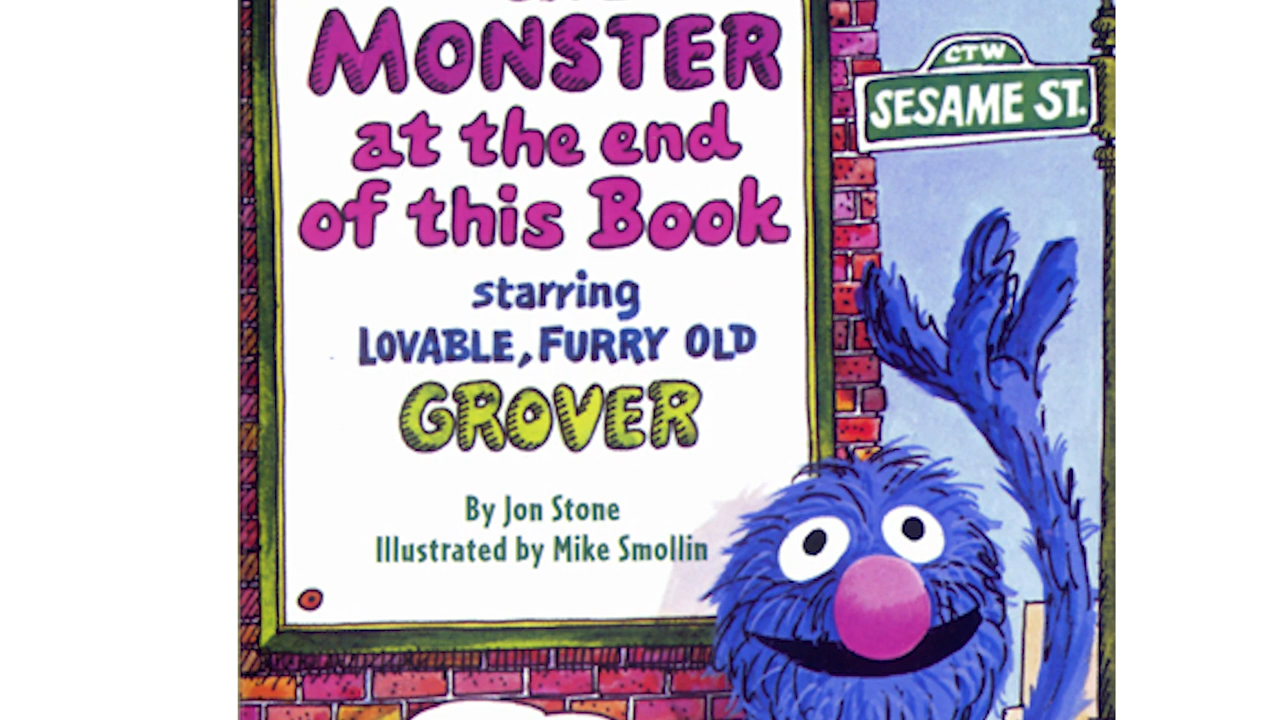 MONSTER
at the end
of this Book
starring
LOVABLE, FURRY OLD
GROVER
By Jon Stone
Illustrated by Mike Smollin
CTW
SESAME ST.